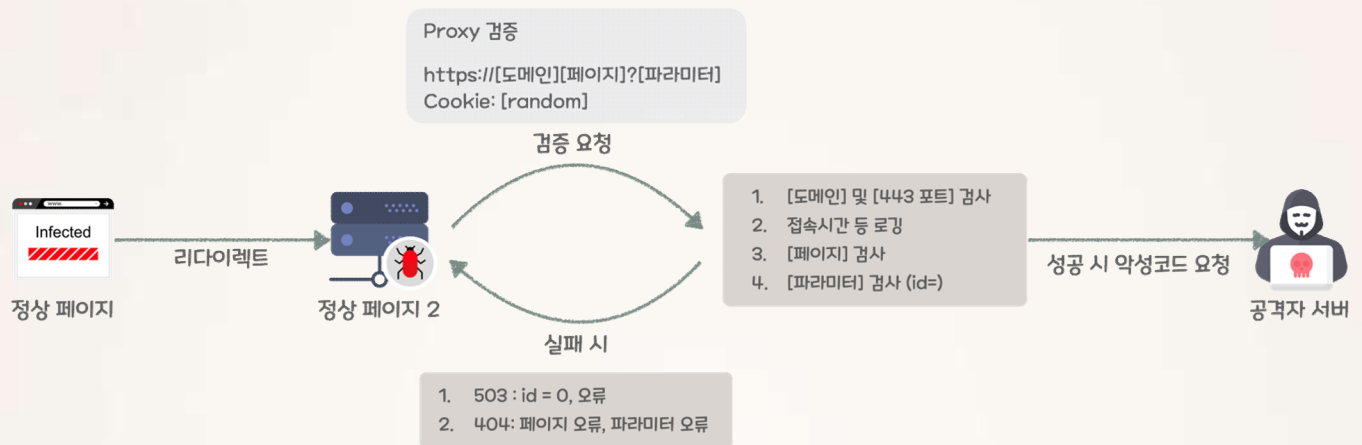 Proxy 검증
https://[도메인][페이지]?[파라미터]
Cookie: [random]
검증 요청
www.
Infected
정상 페이지
리다이렉트
정상 페이지 2
1. [도메인] 및 [443 포트] 검사
2. 접속시간 등 로깅
3. [페이지] 검사
4. [파라미터] 검사 (id=)
성공 시 악성코드 요청
공격자 서버
실패 시
1. 503 : id = 0, 오류
2. 404: 페이지 오류, 파라미터 오류